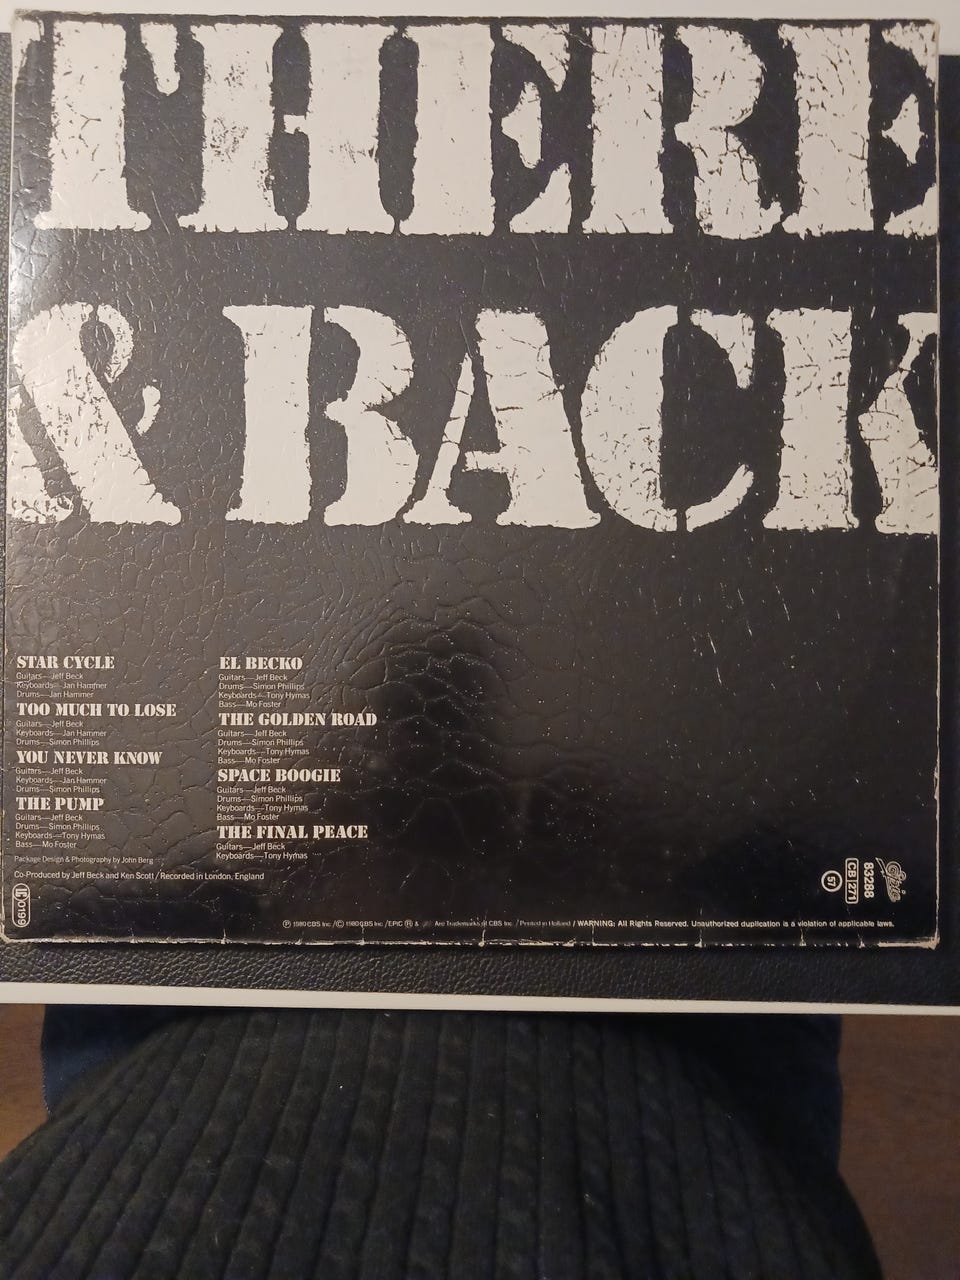 THERE
& BACK
STAR CYCLE
Guitars—Jeff Beck
Keyboards—Jan Hammer
Drums—Jan Hammer
TOO MUCH TO LOSE
Guitars—Jeff Beck
Keyboards—Jan Hammer
Drums—Simon Phillips
YOU NEVER KNOW
Guitars—Jeff Beck
Keyboards—Jan Hammer
Drums—Simon Phillips
THE PUMP
Guitars—Jeff Beck
Drums—Simon Phillips
Keyboards—Tony Hymas
Bass—Mo Foster
EL BECKO
Guitars—Jeff Beck
Drums—Simon Phillips
Keyboards—Tony Hymas
Bass—Mo Foster
THE GOLDEN ROAD
Guitars—Jeff Beck
Drums—Simon Phillips
Keyboards—Tony Hymas
Bass—Mo Foster
SPACE BOOGIE
Guitars—Jeff Beck
Drums—Simon Phillips
Keyboards—Tony Hymas
Bass—Mo Foster
THE FINAL PEACE
Guitars—Jeff Beck
Keyboards—Tony Hymas
Package Design & Photography by John Berg
Co-Produced by Jeff Beck and Ken Scott / Recorded in London, England
LC 0199
Ⓟ 1980 CBS Inc. / © 1980 CBS Inc. / EPIC ® & Are Trademarks of CBS Inc. / Printed in Holland / WARNING: All Rights Reserved. Unauthorized duplication is a violation of applicable laws.
Epic
83288
CB 271
57